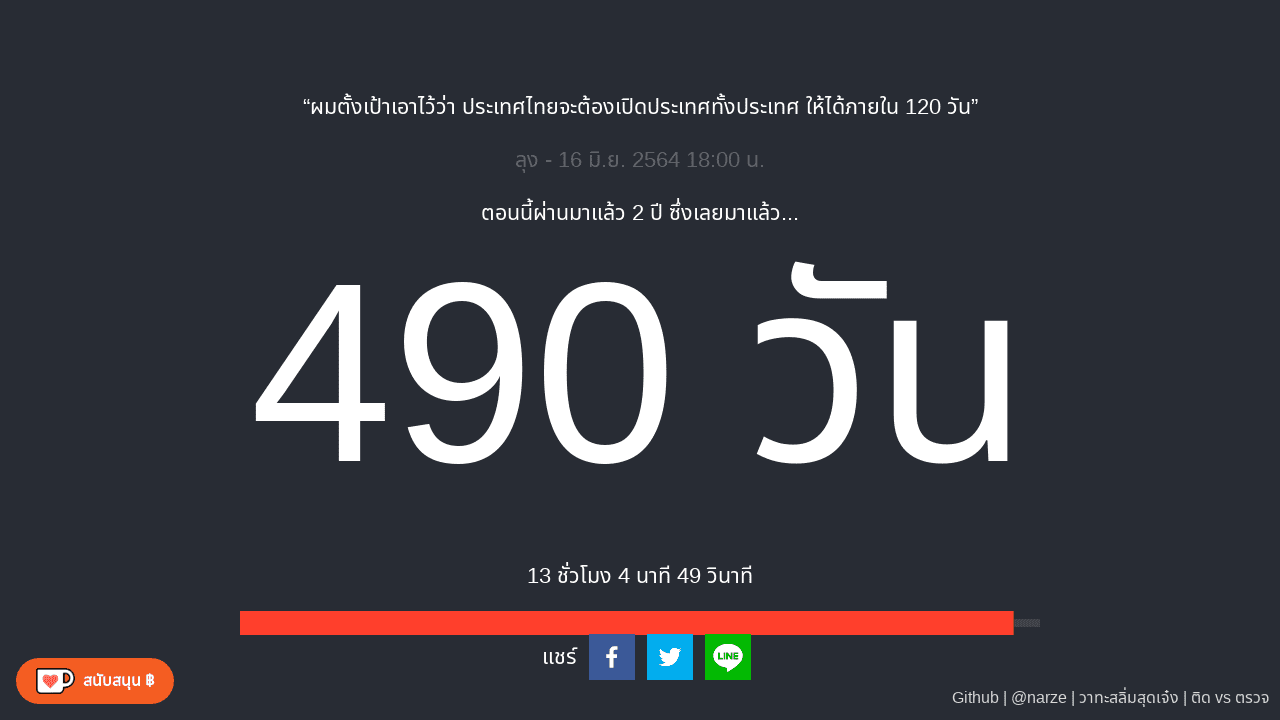 “ผมตั้งเป้าเอาไว้ว่า ประเทศไทยจะต้องเปิดประเทศทั้งประเทศ ให้ได้ภายใน 120 วัน”
ลุง - 16 มิ.ย. 2564 18:00 น.
ตอนนี้ผ่านมาแล้ว 2 ปี ซึ่งเลยมาแล้ว...
490 วัน
13 ชั่วโมง 4 นาที 49 วินาที
แชร์
LINE
สนับสนุน ฿
Github | @narze | วาทะสลิ่มสุดเจ๋ง | ติด vs ตรวจ